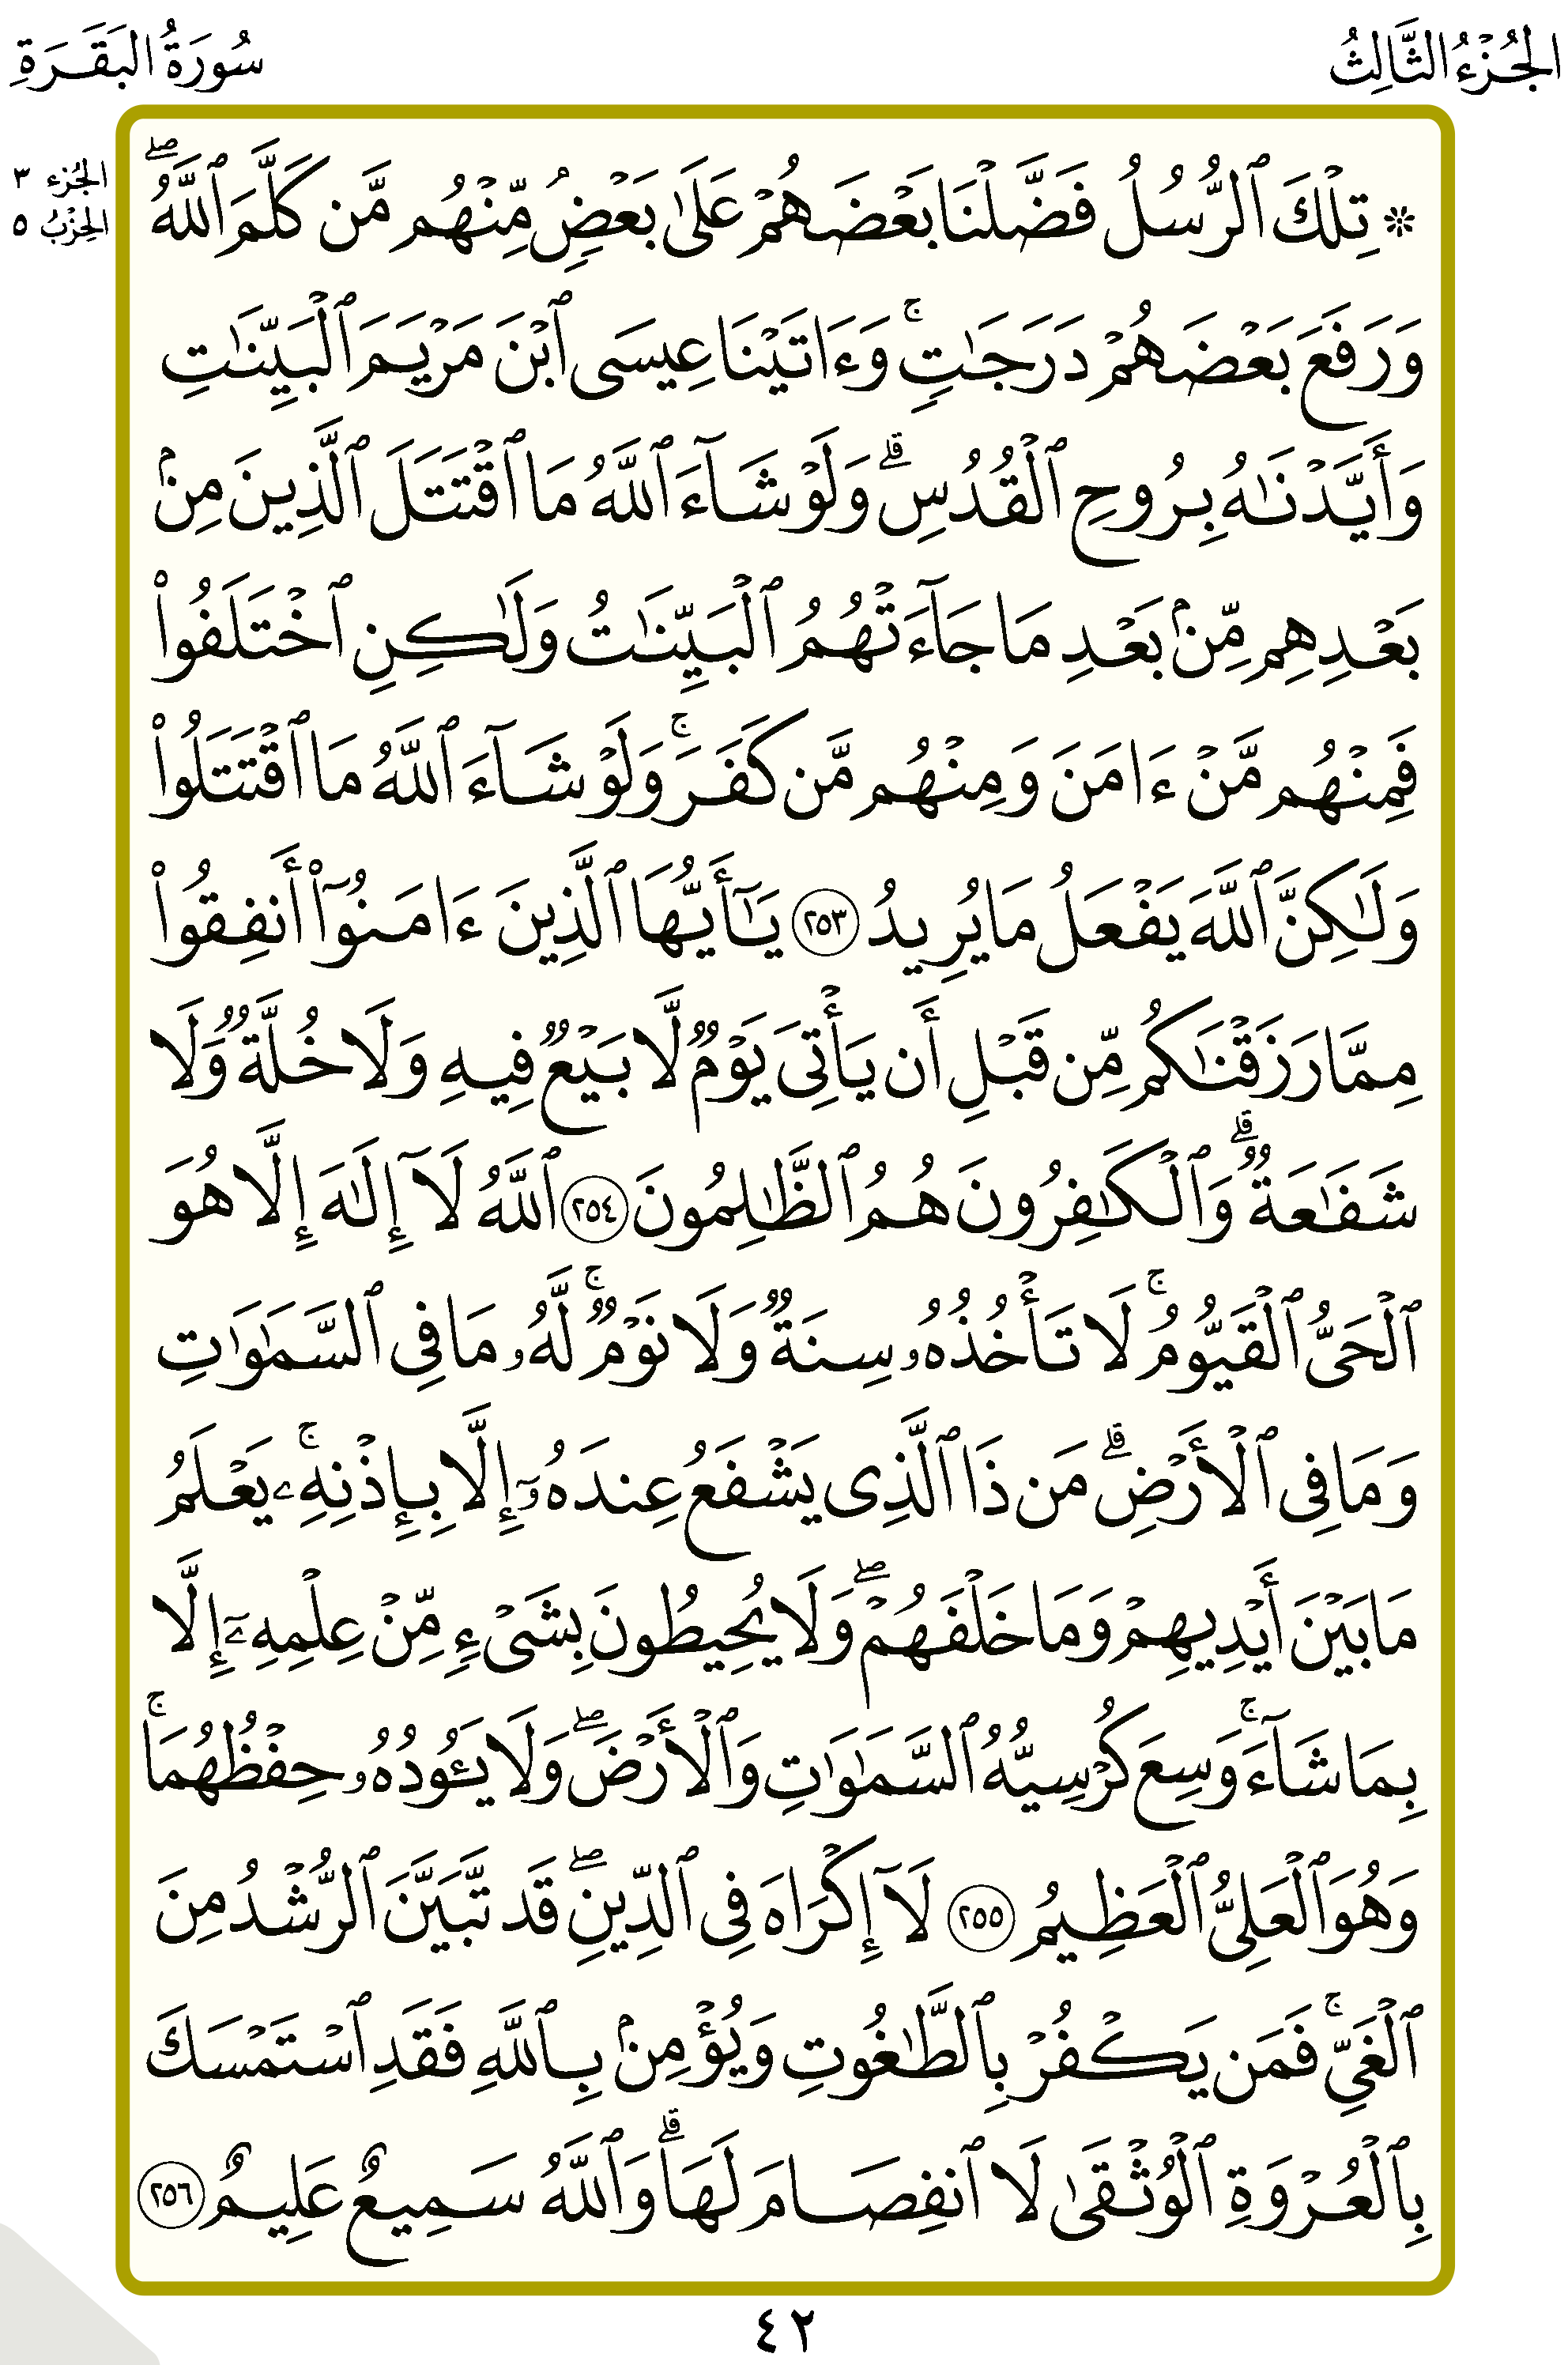 الجُزْءُ الثَّالِثُ
سُورَةُ البَقَرَةِ
الجُزء ٣
الحِزْبُ ٥
۞ تِلْكَ ٱلرُّسُلُ فَضَّلْنَا بَعْضَهُمْ عَلَىٰ بَعْضٍۢ مِّنْهُم مَّن كَلَّمَ ٱللَّهُۖ
وَرَفَعَ بَعْضَهُمْ دَرَجَٰتٍۚ وَءَاتَيْنَا عِيسَى ٱبْنَ مَرْيَمَ ٱلْبَيِّنَٰتِ
وَأَيَّدْنَٰهُ بِرُوحِ ٱلْقُدُسِۗ وَلَوْ شَآءَ ٱللَّهُ مَا ٱقْتَتَلَ ٱلَّذِينَ مِنۢ
بَعْدِهِم مِّنۢ بَعْدِ مَا جَآءَتْهُمُ ٱلْبَيِّنَٰتُ وَلَٰكِنِ ٱخْتَلَفُوا۟
فَمِنْهُم مَّنْ ءَامَنَ وَمِنْهُم مَّن كَفَرَۚ وَلَوْ شَآءَ ٱللَّهُ مَا ٱقْتَتَلُوا۟
وَلَٰكِنَّ ٱللَّهَ يَفْعَلُ مَا يُرِيدُ ٢٥٣ يَٰٓأَيُّهَا ٱلَّذِينَ ءَامَنُوٓا۟ أَنفِقُوا۟
مِمَّا رَزَقْنَٰكُم مِّن قَبْلِ أَن يَأْتِىَ يَوْمٌۭ لَّا بَيْعٌۭ فِيهِ وَلَا خُلَّةٌۭ وَلَا
شَفَٰعَةٌۭۗ وَٱلْكَٰفِرُونَ هُمُ ٱلظَّٰلِمُونَ ٢٥٤ ٱللَّهُ لَآ إِلَٰهَ إِلَّا هُوَ
ٱلْحَىُّ ٱلْقَيُّومُۚ لَا تَأْخُذُهُۥ سِنَةٌۭ وَلَا نَوْمٌۭۚ لَّهُۥ مَا فِى ٱلسَّمَٰوَٰتِ
وَمَا فِى ٱلْأَرْضِۗ مَن ذَا ٱلَّذِى يَشْفَعُ عِندَهُۥٓ إِلَّا بِإِذْنِهِۦۚ يَعْلَمُ
مَا بَيْنَ أَيْدِيهِمْ وَمَا خَلْفَهُمْۖ وَلَا يُحِيطُونَ بِشَىْءٍۢ مِّنْ عِلْمِهِۦٓ إِلَّا
بِمَا شَآءَۚ وَسِعَ كُرْسِيُّهُ ٱلسَّمَٰوَٰتِ وَٱلْأَرْضَۖ وَلَا يَـُٔودُهُۥ حِفْظُهُمَاۚ
وَهُوَ ٱلْعَلِىُّ ٱلْعَظِيمُ ٢٥٥ لَآ إِكْرَاهَ فِى ٱلدِّينِۖ قَد تَّبَيَّنَ ٱلرُّشْدُ مِنَ
ٱلْغَىِّۚ فَمَن يَكْفُرْ بِٱلطَّٰغُوتِ وَيُؤْمِنۢ بِٱللَّهِ فَقَدِ ٱسْتَمْسَكَ
بِٱلْعُرْوَةِ ٱلْوُثْقَىٰ لَا ٱنفِصَامَ لَهَاۗ وَٱللَّهُ سَمِيعٌ عَلِيمٌ ٢٥٦
٤٢